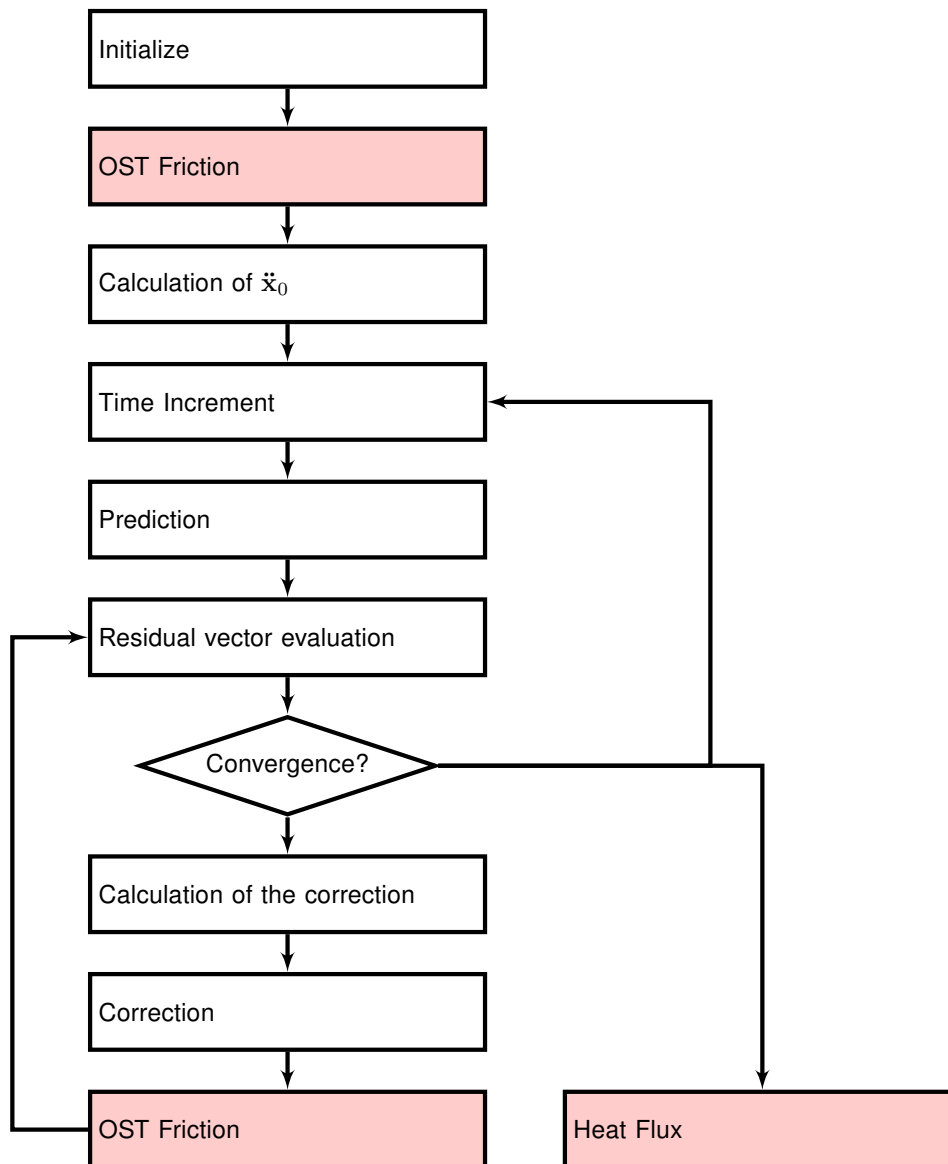 Initialize
OST Friction
Calculation of ẍ₀
Time Increment
Prediction
Residual vector evaluation
Convergence?
Calculation of the correction
Correction
OST Friction
Heat Flux